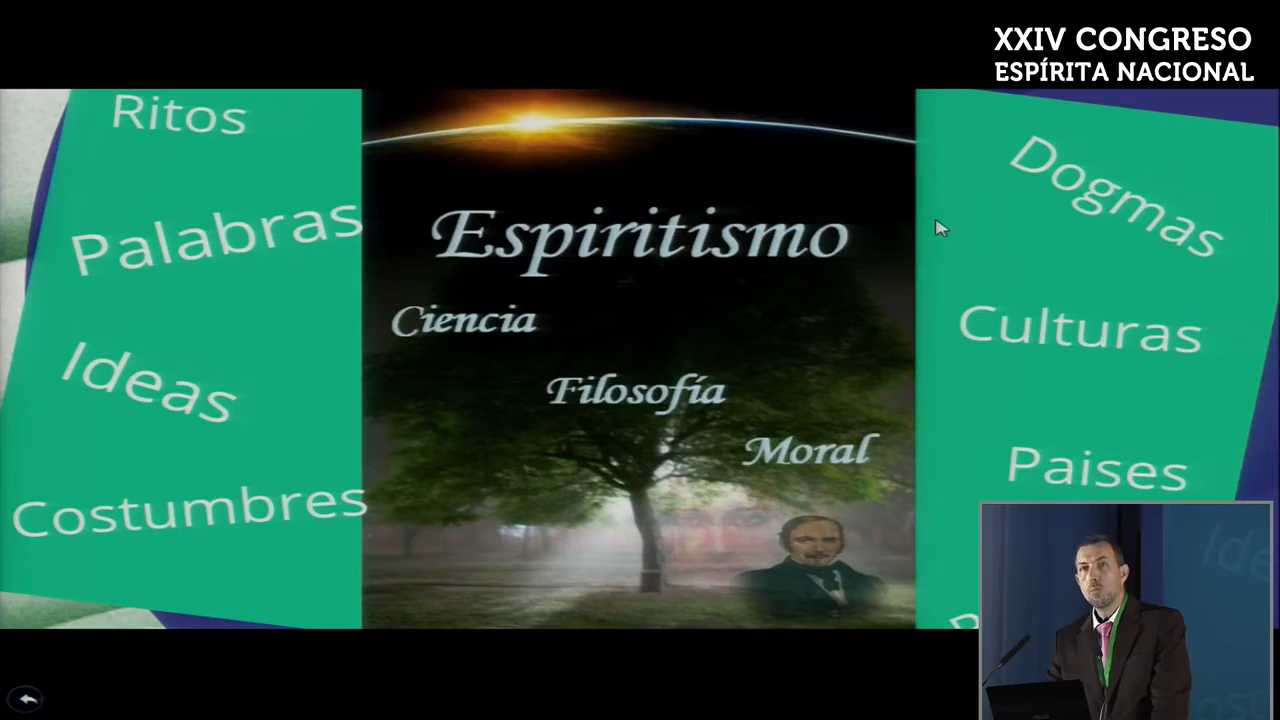 XXIV CONGRESO
ESPÍRITA NACIONAL
Ritos
Palabras
Ideas
Costumbres
Espiritismo
Ciencia
Filosofía
Moral
Dogmas
Culturas
Paises